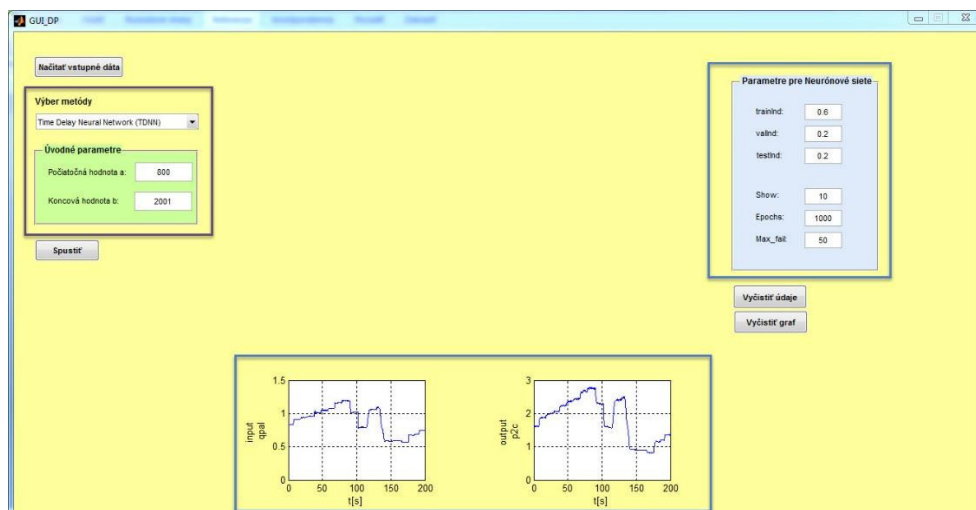 GUI_DP
Načítať vstupné dáta
Výber metódy
Time Delay Neural Network (TDNN)
Úvodné parametre
Počiatočná hodnota a: 800
Koncová hodnota b: 2001
Spustiť
Parametre pre Neurónové siete
trainInd: 0.6
valInd: 0.2
testInd: 0.2
Show: 10
Epochs: 1000
Max_fail: 50
Vyčistiť údaje
Vyčistiť graf
input
qpal
1.5
1
0.5
0
0 50 100 150 200
t[s]
output
p2c
3
2
1
0
0 50 100 150 200
t[s]